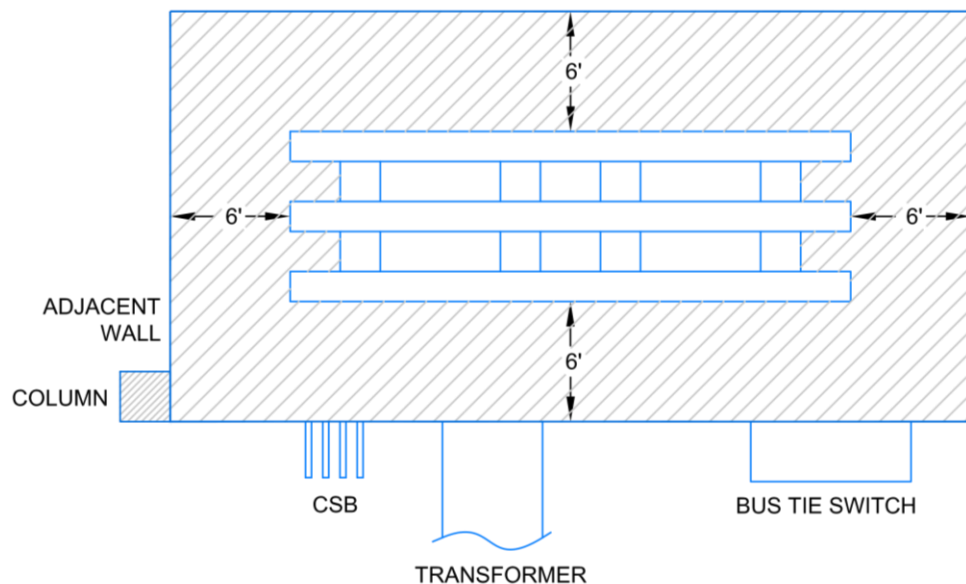 6'
6'
6'
ADJACENT
WALL
6'
COLUMN
CSB
BUS TIE SWITCH
TRANSFORMER